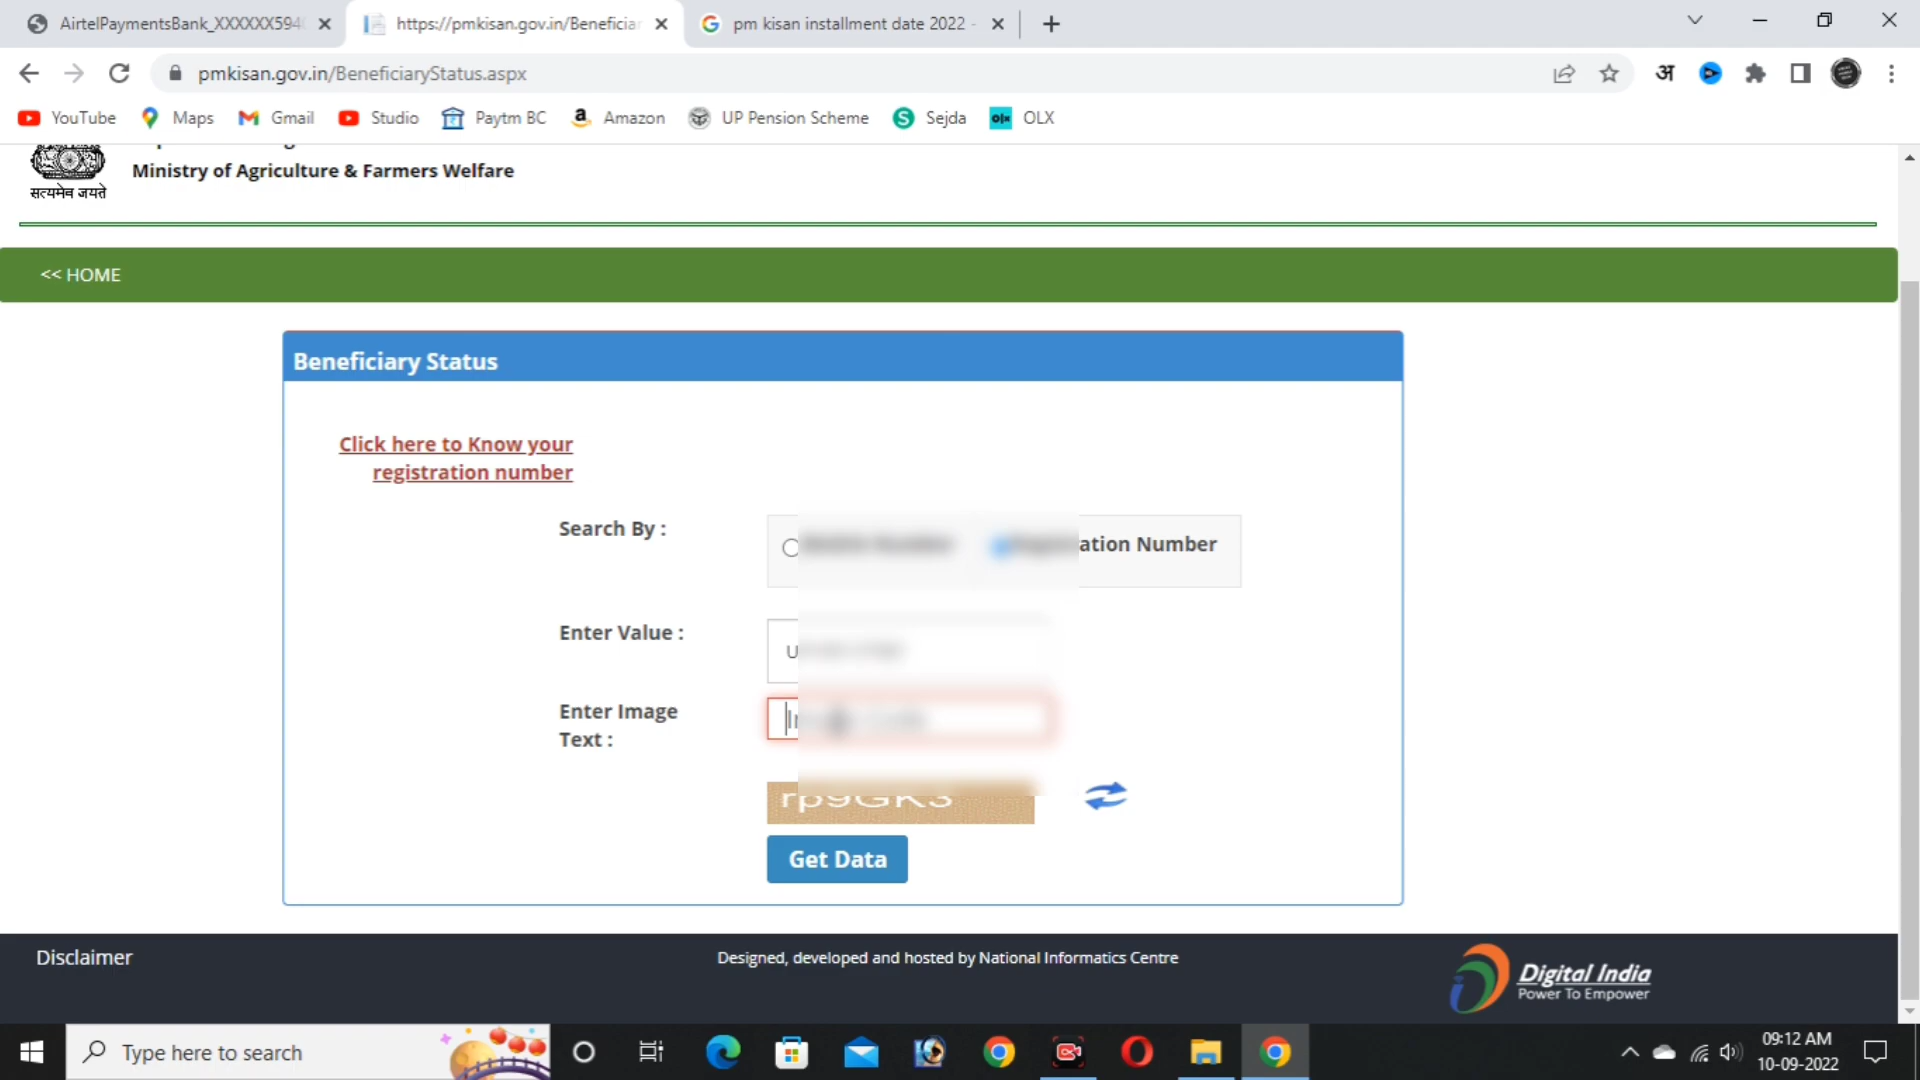 AirtelPaymentsBank_XXXXXX594
https://pmkisan.gov.in/Beneficiar
pm kisan installment date 2022 -
pmkisan.gov.in/BeneficiaryStatus.aspx
अ
YouTube
Maps
Gmail
Studio
Paytm BC
Amazon
UP Pension Scheme
Sejda
OLX
सत्यमेव जयते
Ministry of Agriculture & Farmers Welfare
<< HOME
Beneficiary Status
Click here to Know your
registration number
Search By :
ation Number
Enter Value :
Enter Image
Text :
rp9GK3
Get Data
Disclaimer
Designed, developed and hosted by National Informatics Centre
Digital India
Power To Empower
Type here to search
09:12 AM
10-09-2022